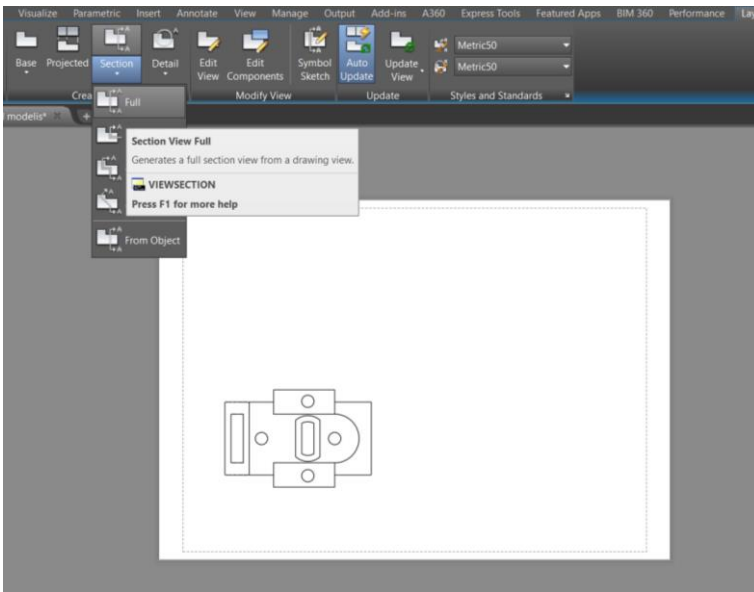 Visualize Parametric Insert Annotate View Manage Output Add-ins A360 Express Tools Featured Apps BIM 360 Performance
Base Projected Section Detail Edit View Edit Components Symbol Sketch Auto Update Update View Metric50
Metric50
Modify View Update Styles and Standards
modelis* +
Full
Section View Full
Generates a full section view from a drawing view.
VIEWSECTION
Press F1 for more help
From Object